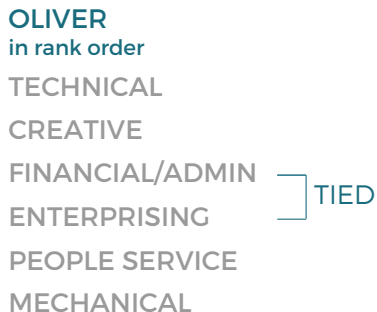 OLIVER
in rank order
TECHNICAL
CREATIVE
FINANCIAL/ADMIN
TIED
ENTERPRISING
PEOPLE SERVICE
MECHANICAL